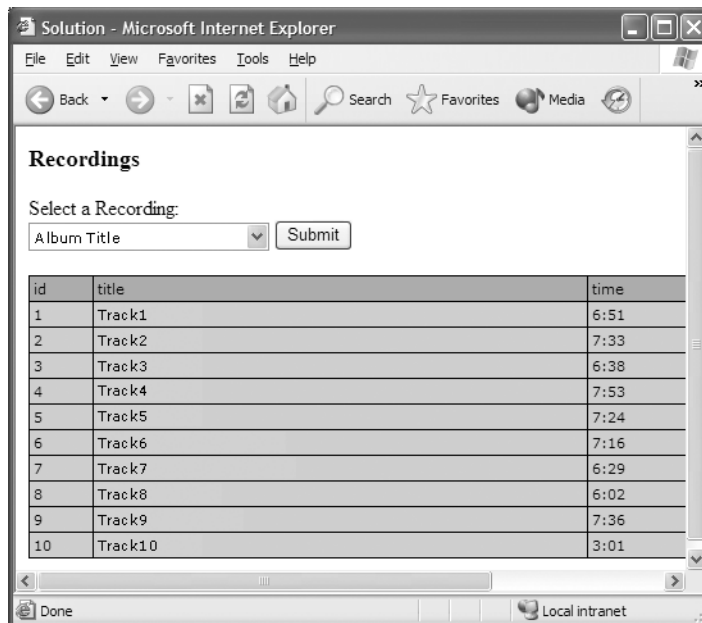 Solution - Microsoft Internet Explorer
File Edit View Favorites Tools Help
Back Search Favorites Media »
Recordings
Select a Recording:
Album Title Submit
id title time
1 Track1 6:51
2 Track2 7:33
3 Track3 6:38
4 Track4 7:53
5 Track5 7:24
6 Track6 7:16
7 Track7 6:29
8 Track8 6:02
9 Track9 7:36
10 Track10 3:01
Done Local intranet